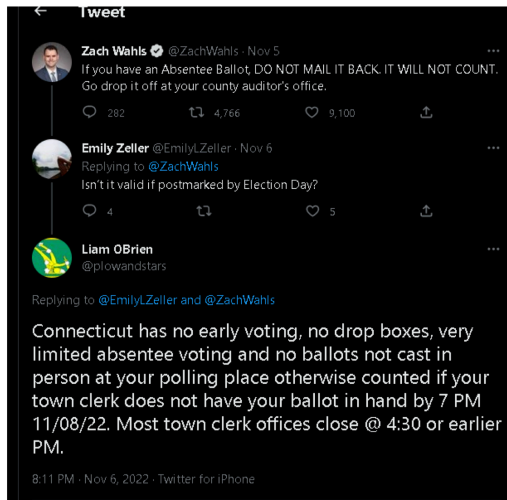 Tweet
Zach Wahls @ZachWahls · Nov 5
If you have an Absentee Ballot, DO NOT MAIL IT BACK. IT WILL NOT COUNT.
Go drop it off at your county auditor's office.
282 4,766 9,100
Emily Zeller @EmilyLZeller · Nov 6
Replying to @ZachWahls
Isn't it valid if postmarked by Election Day?
4 5
Liam OBrien
@plowandstars
Replying to @EmilyLZeller and @ZachWahls
Connecticut has no early voting, no drop boxes, very
limited absentee voting and no ballots not cast in
person at your polling place otherwise counted if your
town clerk does not have your ballot in hand by 7 PM
11/08/22. Most town clerk offices close @ 4:30 or earlier
PM.
8:11 PM · Nov 6, 2022 · Twitter for iPhone